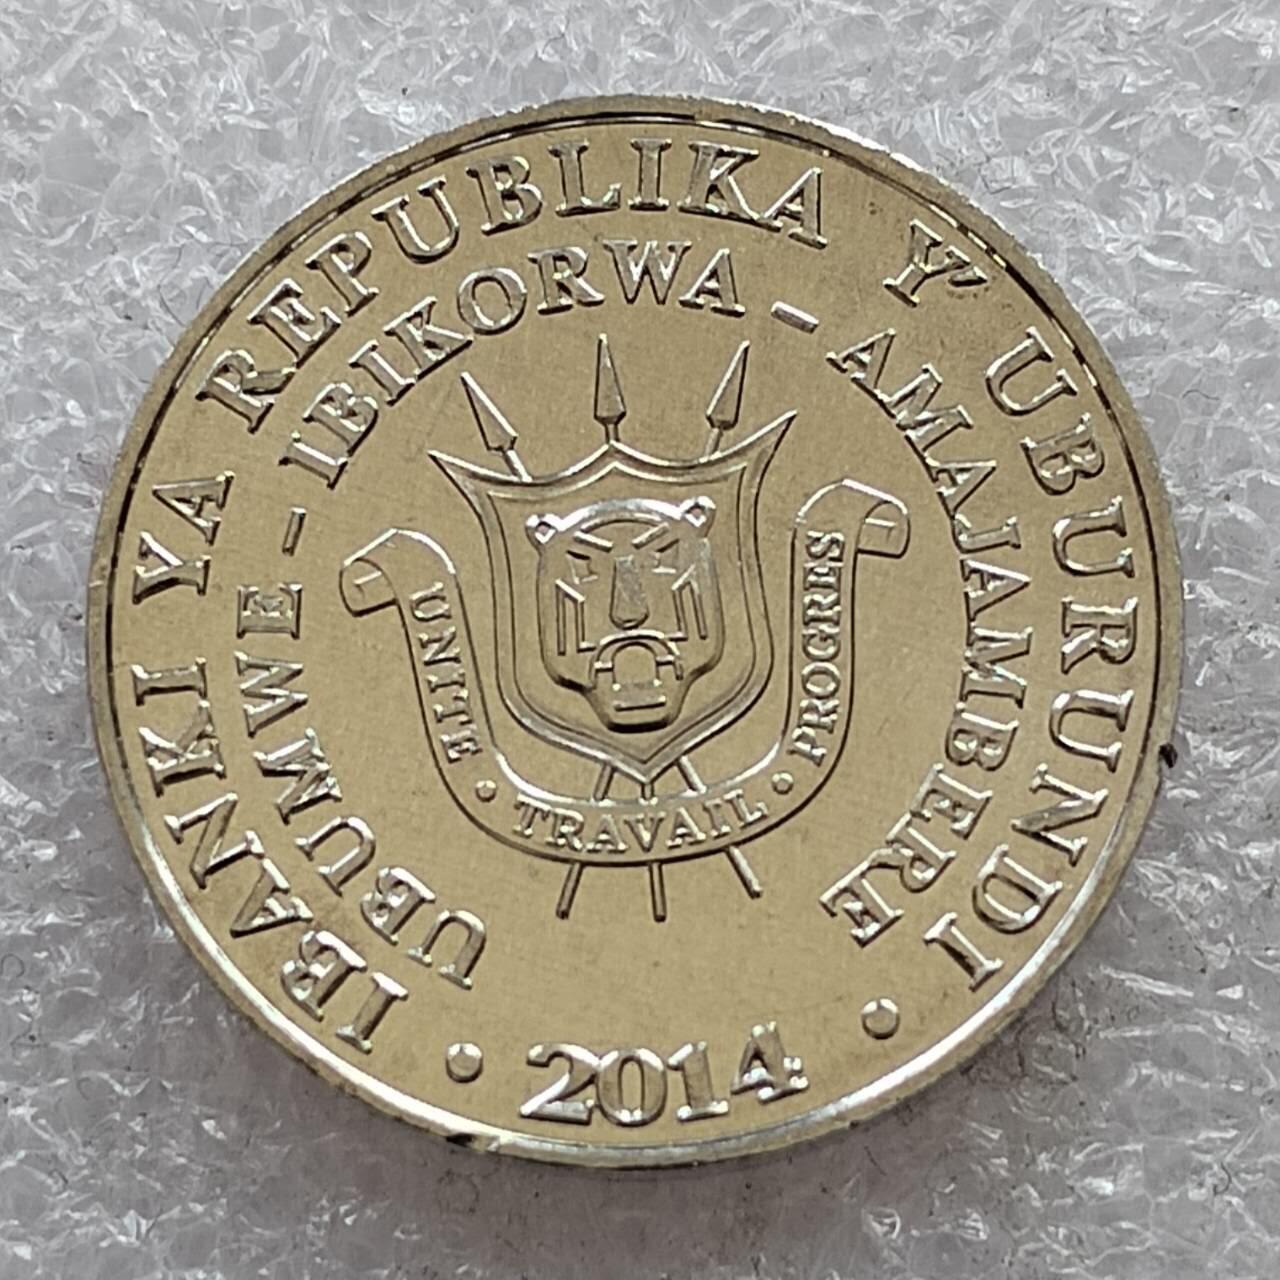 IBANKI YA REPUBLIKA Y' UBURUNDI
UBUMWE - IBIKORWA - AMAJAMBERE
UNITE • TRAVAIL • PROGRES
• 2014 •